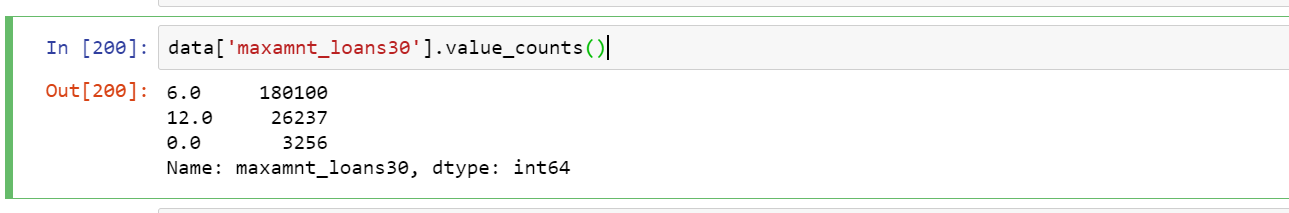 In [200]: data['maxamnt_loans30'].value_counts()
Out[200]: 6.0     180100
12.0     26237
0.0       3256
Name: maxamnt_loans30, dtype: int64